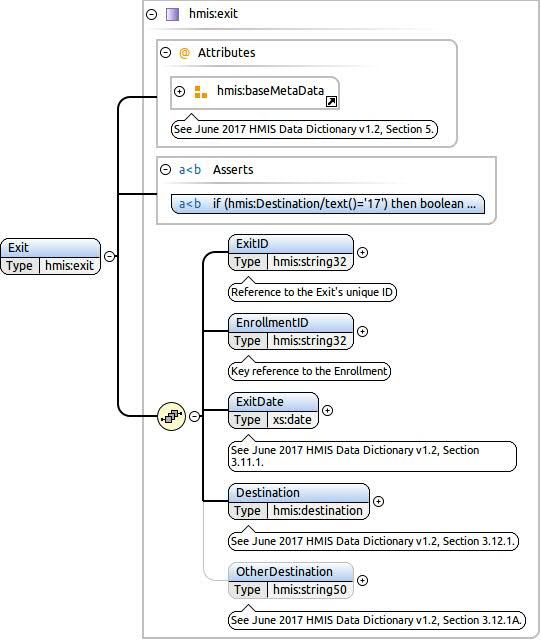 hmis:exit
@ Attributes
hmis:baseMetaData
See June 2017 HMIS Data Dictionary v1.2, Section 5.
a<b Asserts
a<b if (hmis:Destination/text()='17') then boolean ...
Exit
Type hmis:exit
ExitID
Type hmis:string32
Reference to the Exit's unique ID
EnrollmentID
Type hmis:string32
Key reference to the Enrollment
ExitDate
Type xs:date
See June 2017 HMIS Data Dictionary v1.2, Section
3.11.1.
Destination
Type hmis:destination
See June 2017 HMIS Data Dictionary v1.2, Section 3.12.1.
OtherDestination
Type hmis:string50
See June 2017 HMIS Data Dictionary v1.2, Section 3.12.1A.